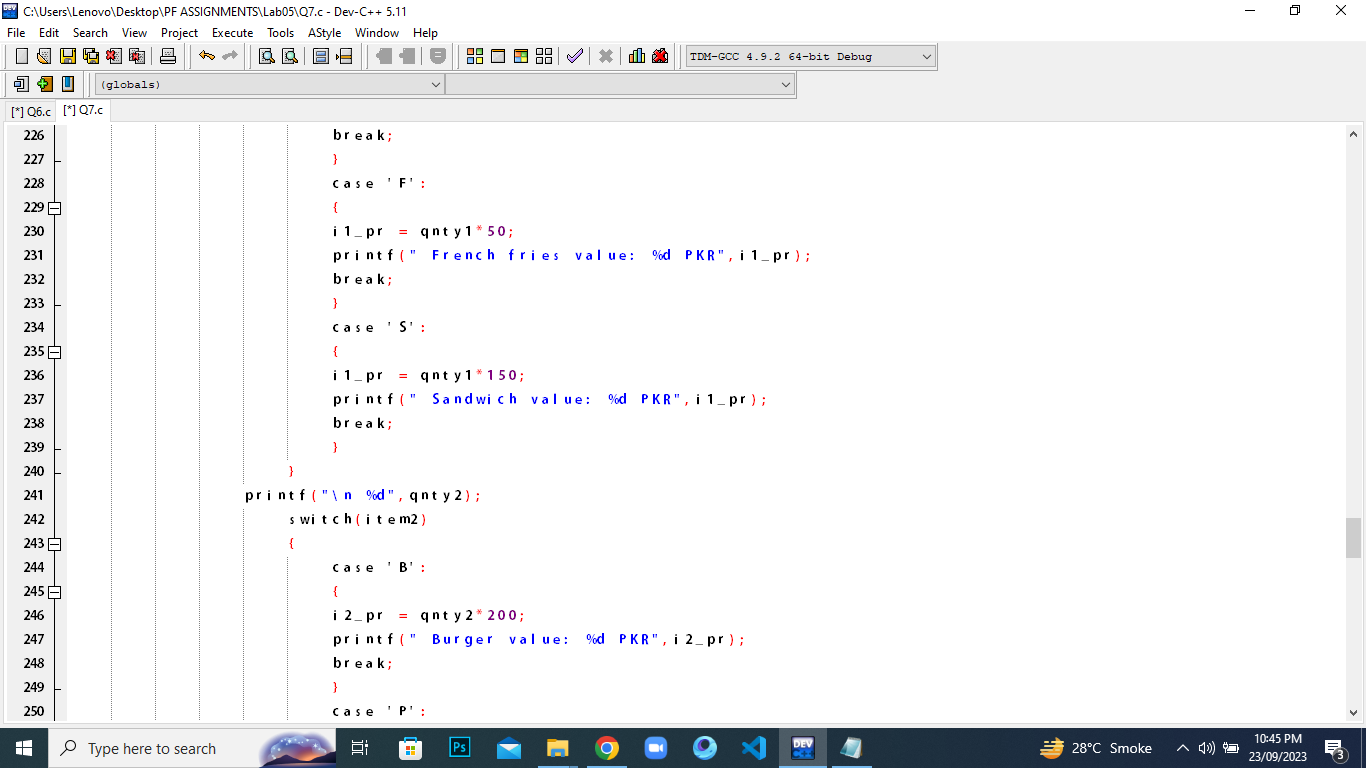 C:\Users\Lenovo\Desktop\PF ASSIGNMENTS\Lab05\Q7.c - Dev-C++ 5.11
File Edit Search View Project Execute Tools AStyle Window Help
TDM-GCC 4.9.2 64-bit Debug
(globals)
[*] Q6.c [*] Q7.c
226 break;
227 }
228 case 'F':
229 {
230 i1_pr = qnty1*50;
231 printf(" French fries value: %d PKR",i1_pr);
232 break;
233 }
234 case 'S':
235 {
236 i1_pr = qnty1*150;
237 printf(" Sandwich value: %d PKR",i1_pr);
238 break;
239 }
240 }
241 printf("\n %d",qnty2);
242 switch(item2)
243 {
244 case 'B':
245 {
246 i2_pr = qnty2*200;
247 printf(" Burger value: %d PKR",i2_pr);
248 break;
249 }
250 case 'P':
Type here to search
Ps
DEV
28°C Smoke
10:45 PM
23/09/2023
3